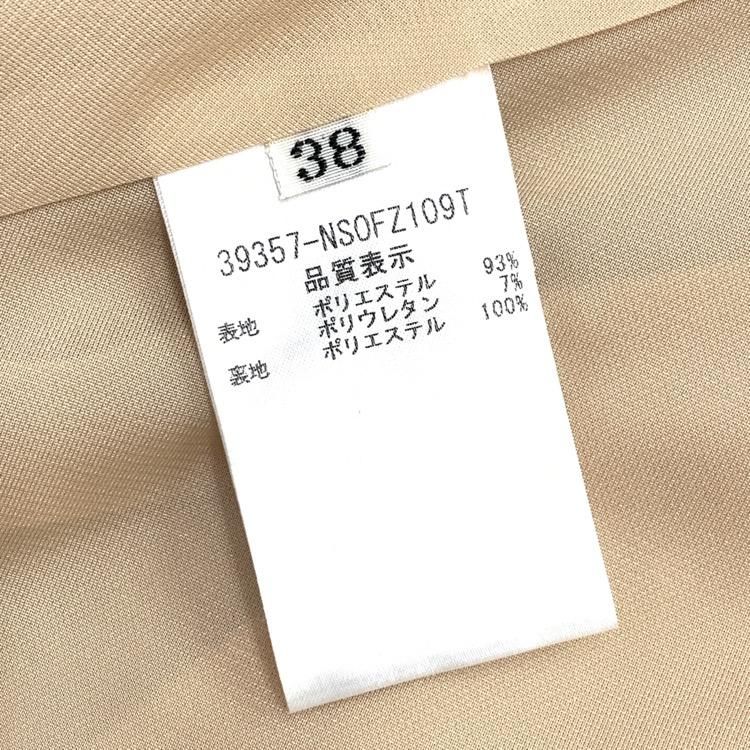 38
39357-NSOFZ109T
品質表示
表地 ポリエステル 93%
ポリウレタン 7%
裏地 ポリエステル 100%